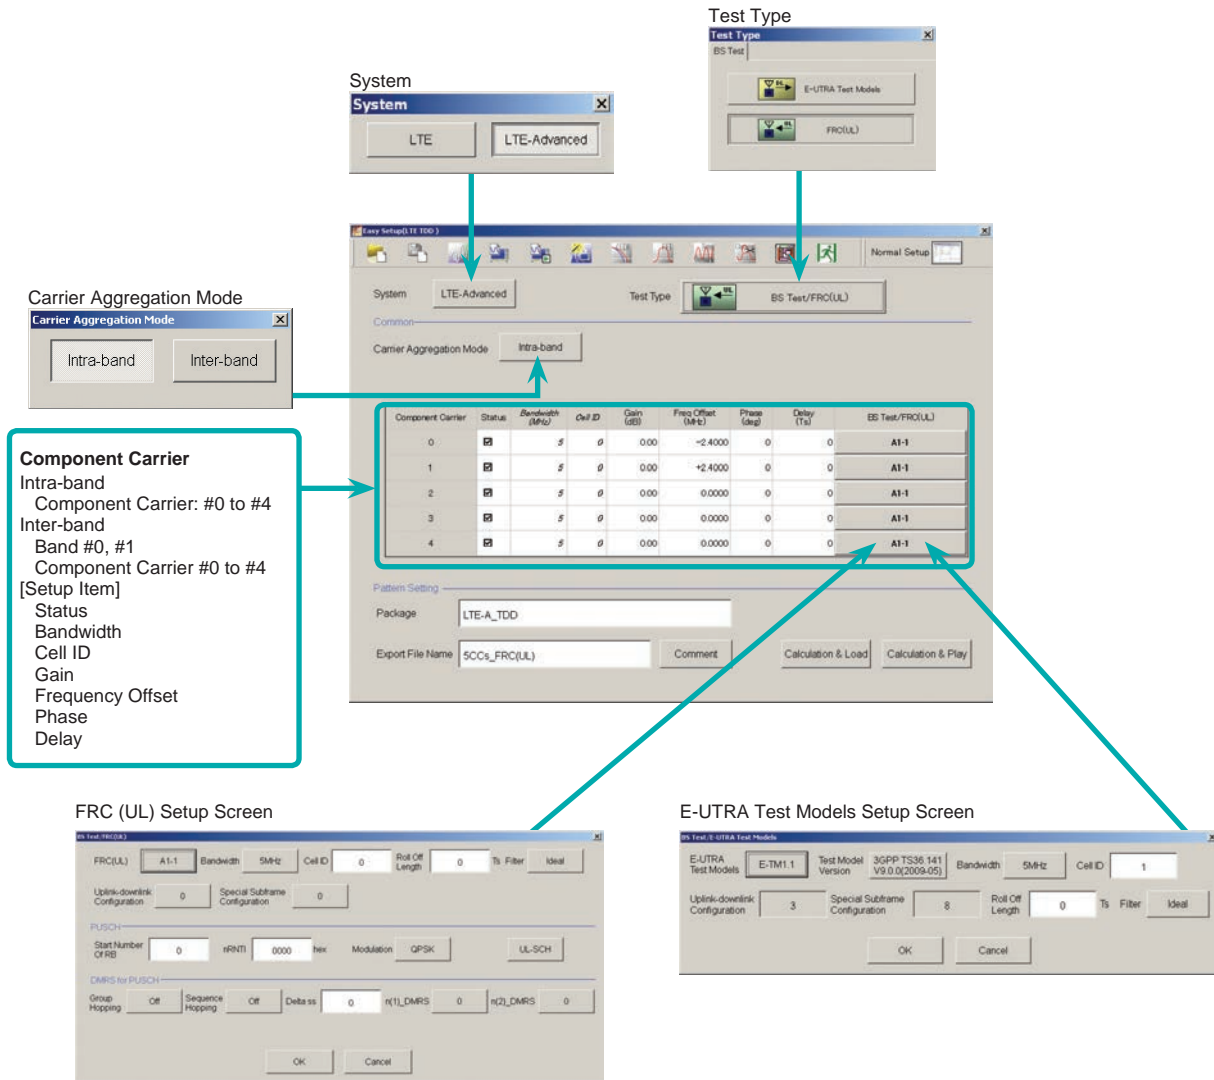 Test Type
Test Type
BS Test
E-UTRA Test Models
FRC(UL)
System
System
LTE
LTE-Advanced
Easy Setup(LTE TDD )
Normal Setup
System
LTE-Advanced
Test Type
BS Test/FRC(UL)
Common
Carrier Aggregation Mode
Intra-band
Carrier Aggregation Mode
Carrier Aggregation Mode
Intra-band
Inter-band
Component Carrier Status Bandwidth (MHz) Cell ID Gain (dB) Freq Offset (MHz) Phase (deg) Delay (Ts) BS Test/FRC(UL)
0 5 0 0.00 -2.4000 0 0 A1-1
1 5 0 0.00 +2.4000 0 0 A1-1
2 5 0 0.00 0.0000 0 0 A1-1
3 5 0 0.00 0.0000 0 0 A1-1
4 5 0 0.00 0.0000 0 0 A1-1
Component Carrier
Intra-band
Component Carrier: #0 to #4
Inter-band
Band #0, #1
Component Carrier #0 to #4
[Setup Item]
Status
Bandwidth
Cell ID
Gain
Frequency Offset
Phase
Delay
Pattern Setting
Package
LTE-A_TDD
Export File Name
5CCs_FRC(UL)
Comment
Calculation & Load
Calculation & Play
FRC (UL) Setup Screen
BS Test/FRC(UL)
FRC(UL) A1-1 Bandwidth 5MHz Cell ID 0 Roll Off Length 0 Ts Filter Ideal
Uplink-downlink Configuration 0 Special Subframe Configuration 0
PUSCH
Start Number Of RB 0 nRNTI 0000 hex Modulation QPSK UL-SCH
DMRS for PUSCH
Group Hopping Off Sequence Hopping Off Delta ss 0 n(1)_DMRS 0 n(2)_DMRS 0
OK
Cancel
E-UTRA Test Models Setup Screen
BS Test/E-UTRA Test Models
E-UTRA Test Models E-TM1.1 Test Model Version 3GPP TS36.141 V9.0.0(2009-05) Bandwidth 5MHz Cell ID 1
Uplink-downlink Configuration 3 Special Subframe Configuration 8 Roll Off Length 0 Ts Filter Ideal
OK
Cancel